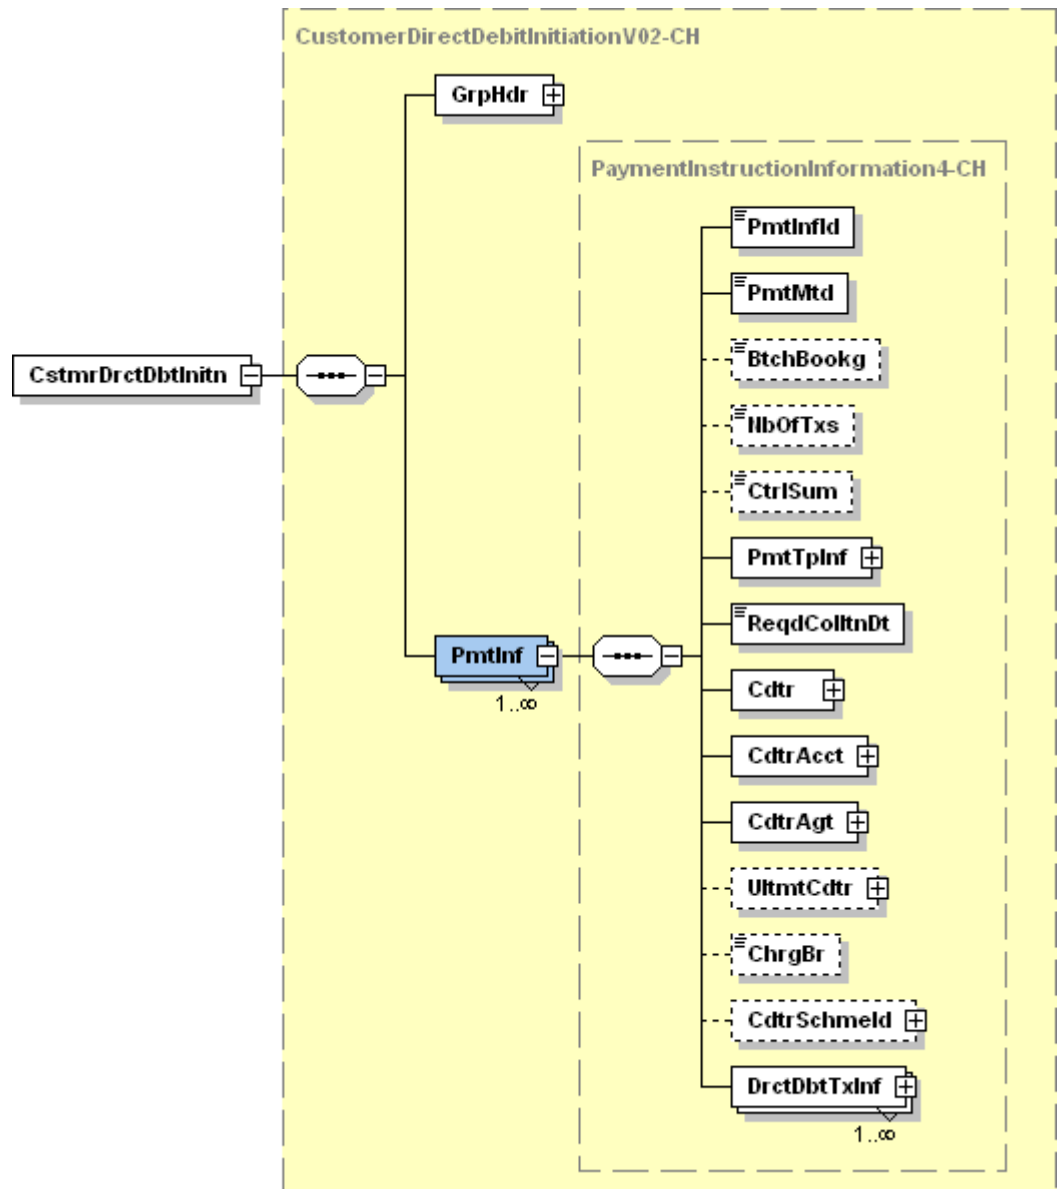 CustomerDirectDebitInitiationV02-CH
GrpHdr
PaymentInstructionInformation4-CH
PmtInfId
PmtMtd
BtchBookg
CstmrDrctDbtInitn
NbOfTxs
CtrlSum
PmtTpInf
ReqdColltnDt
PmtInf
1..∞
Cdtr
CdtrAcct
CdtrAgt
UltmtCdtr
ChrgBr
CdtrSchmeId
DrctDbtTxInf
1..∞